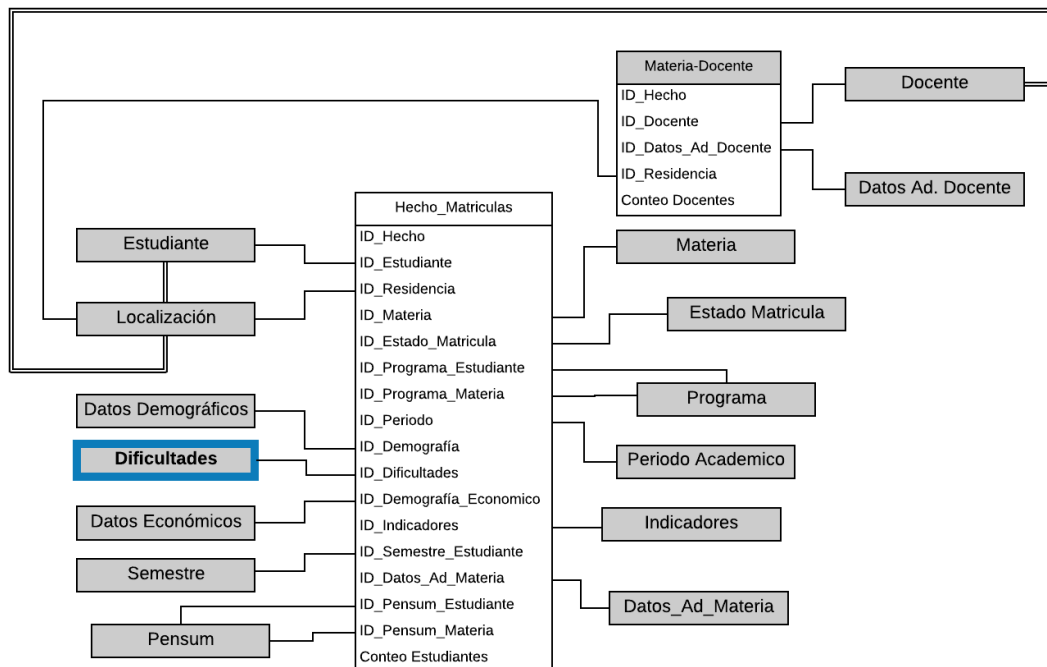 Materia-Docente
ID_Hecho
ID_Docente
ID_Datos_Ad_Docente
ID_Residencia
Conteo Docentes
Docente
Datos Ad. Docente
Hecho_Matriculas
ID_Hecho
ID_Estudiante
ID_Residencia
ID_Materia
ID_Estado_Matricula
ID_Programa_Estudiante
ID_Programa_Materia
ID_Periodo
ID_Demografía
ID_Dificultades
ID_Demografía_Economico
ID_Indicadores
ID_Semestre_Estudiante
ID_Datos_Ad_Materia
ID_Pensum_Estudiante
ID_Pensum_Materia
Conteo Estudiantes
Estudiante
Localización
Datos Demográficos
Dificultades
Datos Económicos
Semestre
Pensum
Materia
Estado Matricula
Programa
Periodo Academico
Indicadores
Datos_Ad_Materia